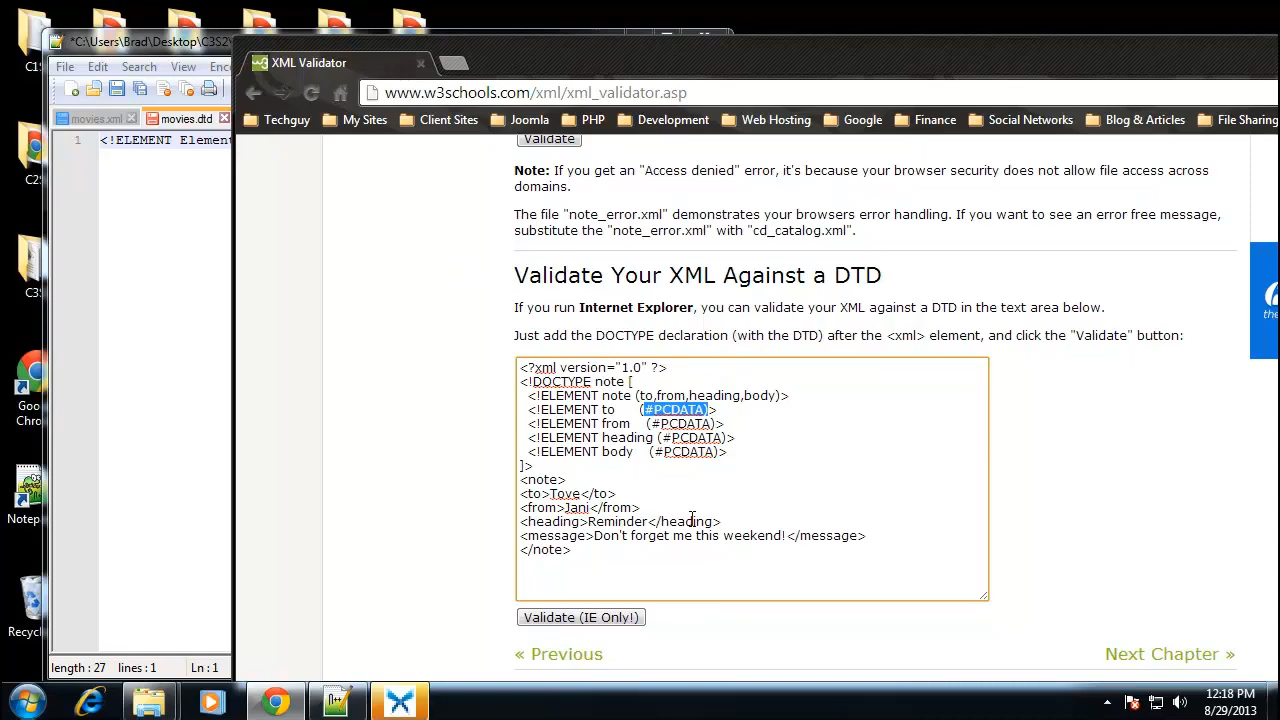 *C:\Users\Brad\Desktop\C3S2\
XML Validator
File Edit Search View Enc
www.w3schools.com/xml/xml_validator.asp
Techguy My Sites Client Sites Joomla PHP Development Web Hosting Google Finance Social Networks Blog & Articles File Sharing
movies.xml movies.dtd
1 <!ELEMENT Element
Validate
Note: If you get an "Access denied" error, it's because your browser security does not allow file access across
domains.
The file "note_error.xml" demonstrates your browsers error handling. If you want to see an error free message,
substitute the "note_error.xml" with "cd_catalog.xml".
Validate Your XML Against a DTD
If you run Internet Explorer, you can validate your XML against a DTD in the text area below.
Just add the DOCTYPE declaration (with the DTD) after the <xml> element, and click the "Validate" button:
<?xml version="1.0" ?>
<!DOCTYPE note [
<!ELEMENT note (to,from,heading,body)>
<!ELEMENT to (#PCDATA)>
<!ELEMENT from (#PCDATA)>
<!ELEMENT heading (#PCDATA)>
<!ELEMENT body (#PCDATA)>
]>
<note>
<to>Tove</to>
<from>Jani</from>
<heading>Reminder</heading>
<message>Don't forget me this weekend!</message>
</note>
Validate (IE Only!)
« Previous Next Chapter »
length : 27 lines : 1 Ln : 1
C1S
C2S
C3S
Goo
Chro
Notep
Recyc
the
12:18 PM
8/29/2013